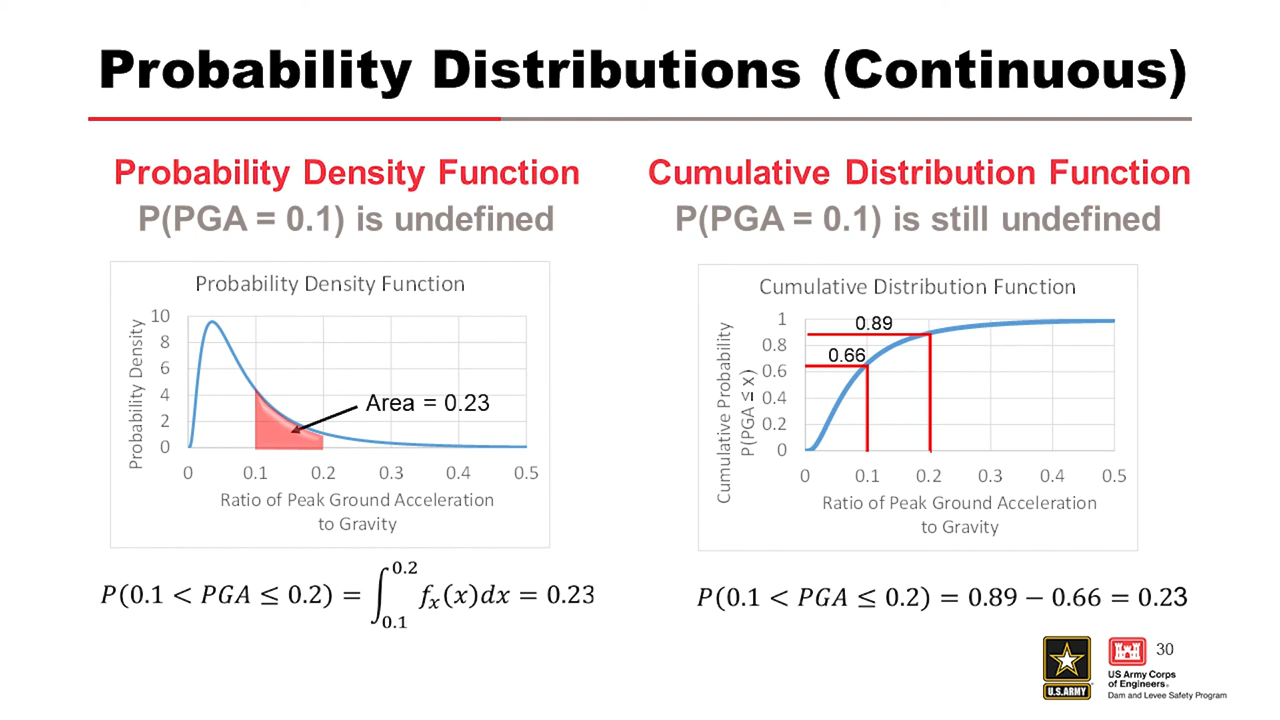 Probability Distributions (Continuous)
Probability Density Function
P(PGA = 0.1) is undefined
Probability Density Function
Probability Density
10
8
6
4
2
0
Area = 0.23
0 0.1 0.2 0.3 0.4 0.5
Ratio of Peak Ground Acceleration
to Gravity
P(0.1 < PGA ≤ 0.2) = ∫_{0.1}^{0.2} f_x(x)dx = 0.23
Cumulative Distribution Function
P(PGA = 0.1) is still undefined
Cumulative Distribution Function
Cumulative Probability
P(PGA ≤ x)
1
0.8
0.6
0.4
0.2
0
0.89
0.66
0 0.1 0.2 0.3 0.4 0.5
Ratio of Peak Ground Acceleration
to Gravity
P(0.1 < PGA ≤ 0.2) = 0.89 − 0.66 = 0.23
U.S.ARMY
30
US Army Corps
of Engineers®
Dam and Levee Safety Program